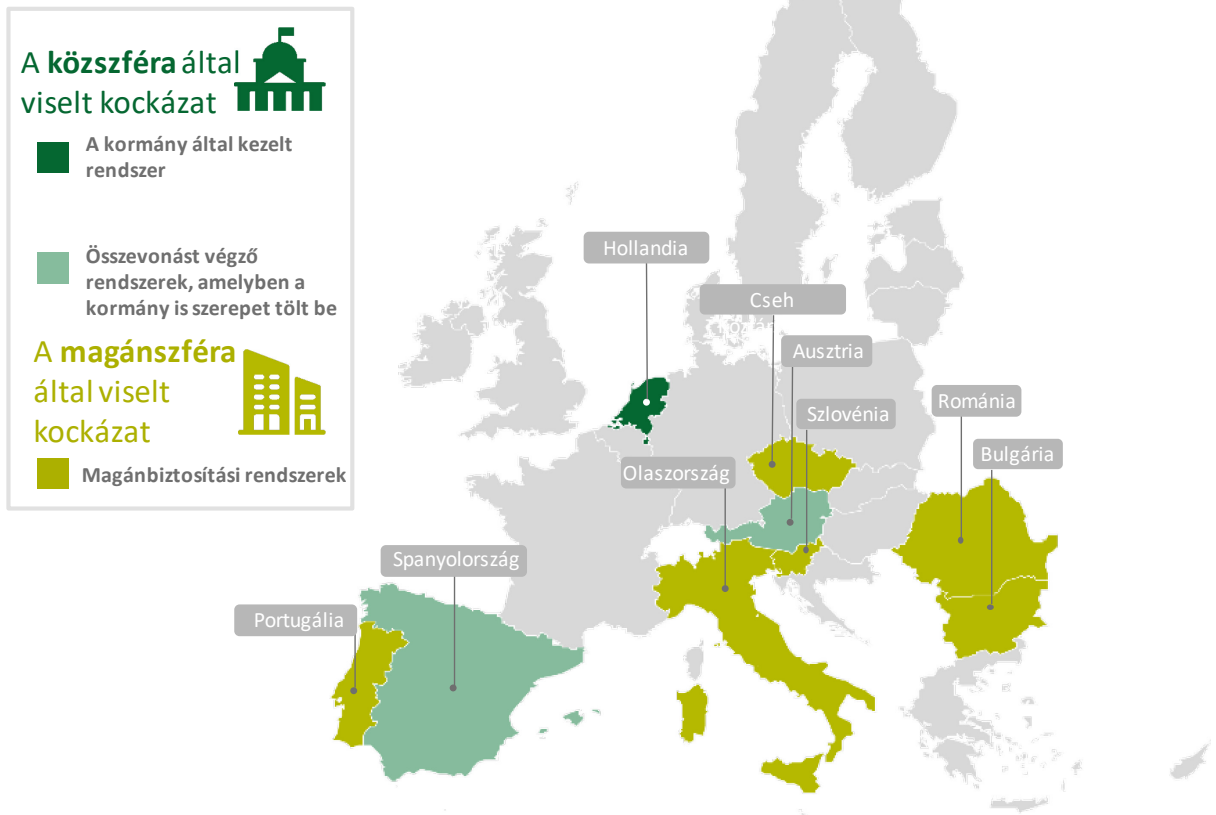 A közszféra által
viselt kockázat
A kormány által kezelt
rendszer
Összevonást végző
rendszerek, amelyben a
kormány is szerepet tölt be
A magánszféra
által viselt
kockázat
Magánbiztosítási rendszerek
Hollandia
Cseh
Ausztria
Szlovénia
Románia
Bulgária
Olaszország
Spanyolország
Portugália